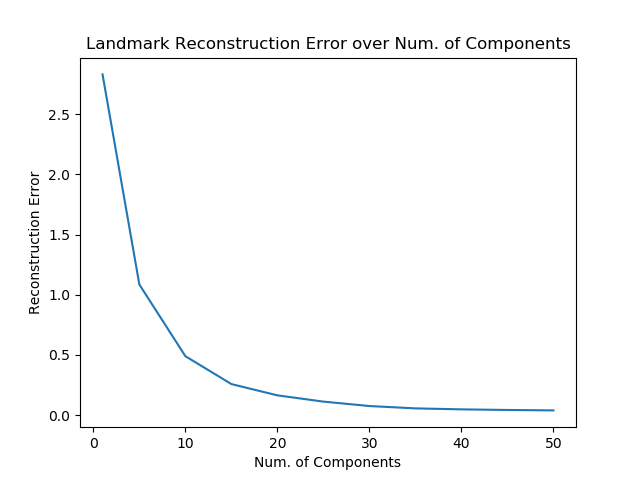 Landmark Reconstruction Error over Num. of Components
Reconstruction Error
2.5
2.0
1.5
1.0
0.5
0.0
0 10 20 30 40 50
Num. of Components